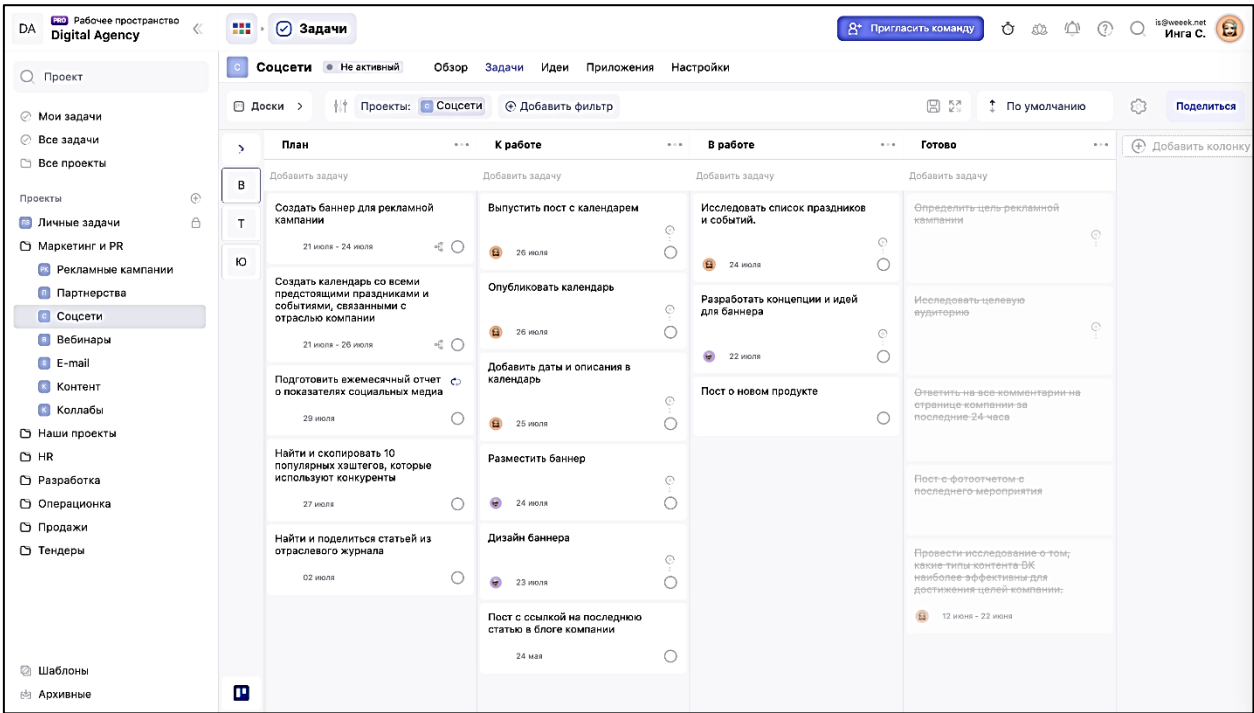 DA
PRO Рабочее пространство
Digital Agency
Задачи
Пригласить команду
is@weeek.net
Инга С.
Проект
Мои задачи
Все задачи
Все проекты
Проекты
ЛЗ Личные задачи
Маркетинг и PR
РК Рекламные кампании
П Партнерства
С Соцсети
В Вебинары
E E-mail
К Контент
К Коллабы
Наши проекты
HR
Разработка
Операционка
Продажи
Тендеры
Шаблоны
Архивные
С Соцсети
Не активный
Обзор
Задачи
Идеи
Приложения
Настройки
Доски
Проекты: С Соцсети
Добавить фильтр
По умолчанию
Поделиться
В
Т
Ю
План
Добавить задачу
Создать баннер для рекламной
кампании
21 июля - 24 июля
Создать календарь со всеми
предстоящими праздниками и
событиями, связанными с
отраслью компании
21 июля - 26 июля
Подготовить ежемесячный отчет
о показателях социальных медиа
29 июля
Найти и скопировать 10
популярных хэштегов, которые
используют конкуренты
27 июля
Найти и поделиться статьей из
отраслевого журнала
02 июля
К работе
Добавить задачу
Выпустить пост с календарем
26 июля
Опубликовать календарь
26 июля
Добавить даты и описания в
календарь
25 июля
Разместить баннер
24 июля
Дизайн баннера
23 июля
Пост с ссылкой на последнюю
статью в блоге компании
24 мая
В работе
Добавить задачу
Исследовать список праздников
и событий.
24 июля
Разработать концепции и идей
для баннера
22 июля
Пост о новом продукте
Готово
Добавить задачу
Определить цель рекламной
кампании
Исследовать целевую
аудиторию
Ответить на все комментарии на
странице компании за
последние 24 часа
Пост с фотоотчетом с
последнего мероприятия
Провести исследование о том,
какие типы контента ВК
наиболее эффективны для
достижения целей компании.
12 июня - 22 июня
Добавить колонку